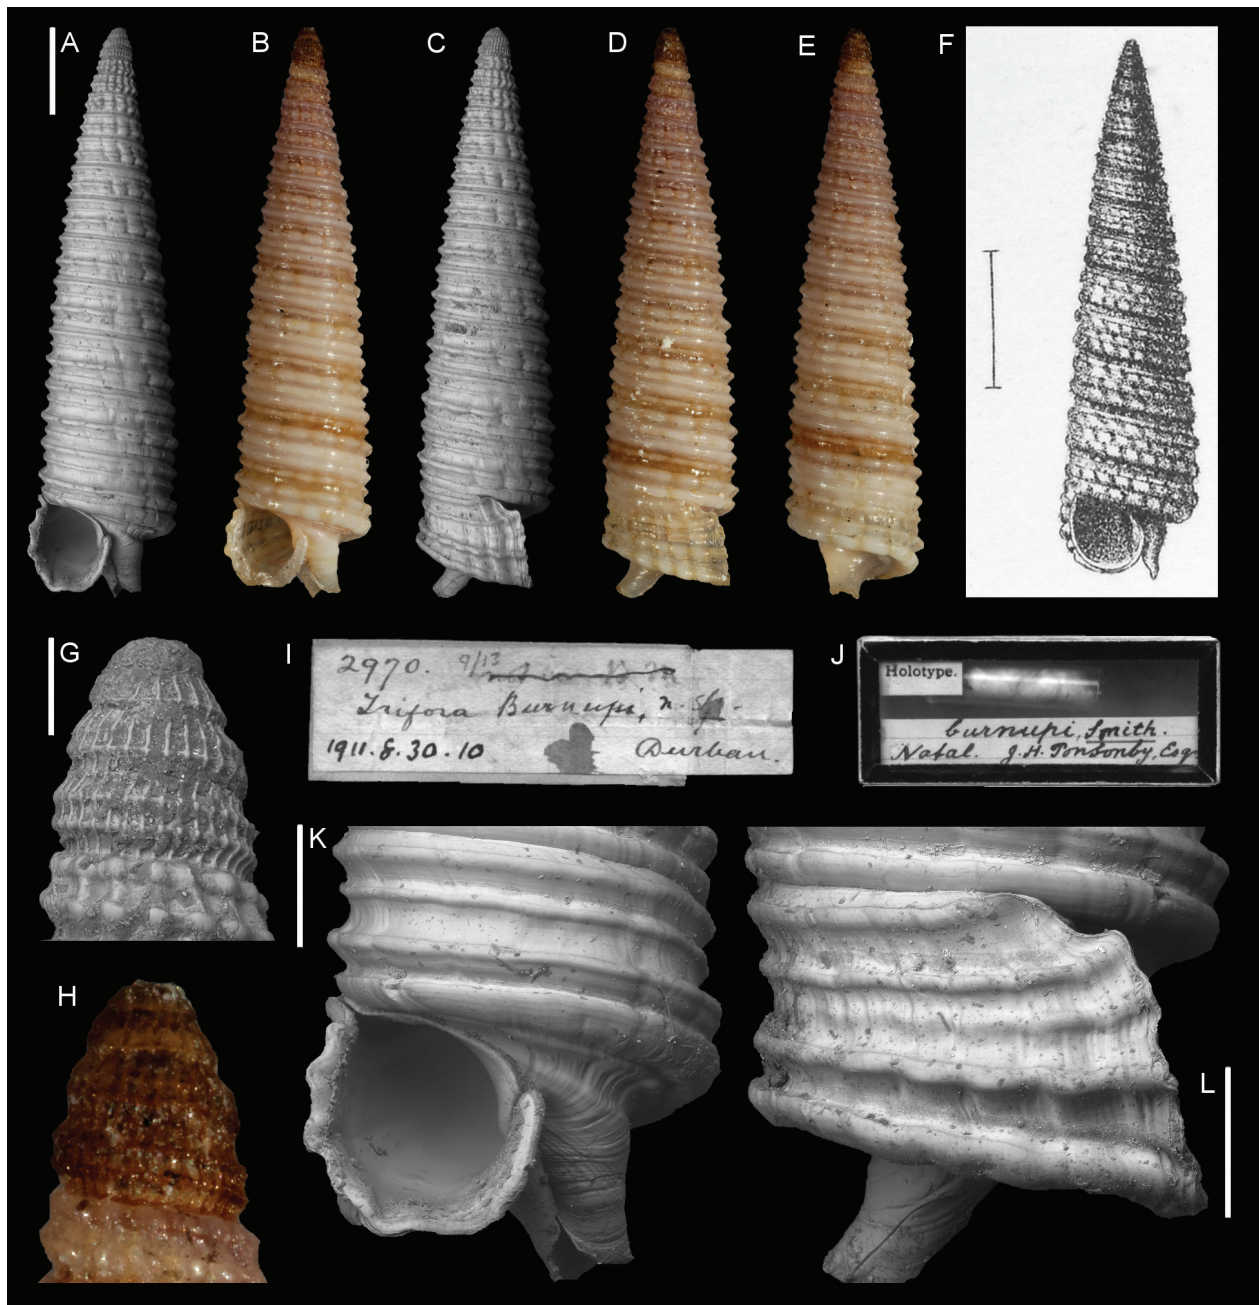 A
B
C
D
E
F
G
I
2970. 9/13
Trifora Burnupi, n. sp.
1911.8.30.10 Durban.
J
Holotype.
burnupi, Smith.
Natal. J.H. Ponsonby, Esq
K
H
L